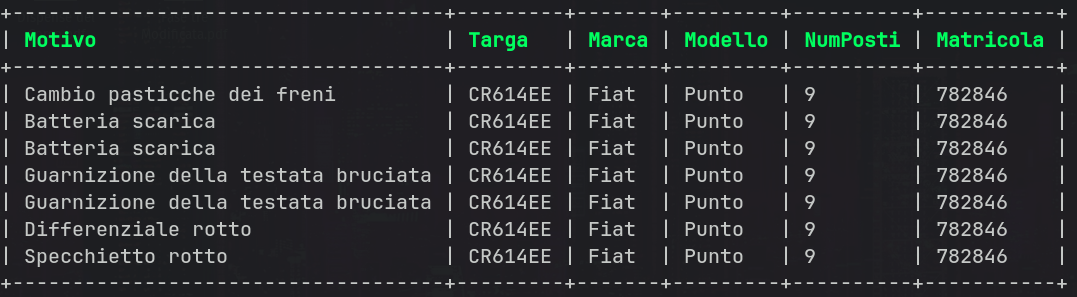 +------------------------------------+---------+-------+---------+----------+-----------+
| Motivo                             | Targa   | Marca | Modello | NumPosti | Matricola |
+------------------------------------+---------+-------+---------+----------+-----------+
| Cambio pasticche dei freni         | CR614EE | Fiat  | Punto   | 9        | 782846    |
| Batteria scarica                   | CR614EE | Fiat  | Punto   | 9        | 782846    |
| Batteria scarica                   | CR614EE | Fiat  | Punto   | 9        | 782846    |
| Guarnizione della testata bruciata | CR614EE | Fiat  | Punto   | 9        | 782846    |
| Guarnizione della testata bruciata | CR614EE | Fiat  | Punto   | 9        | 782846    |
| Differenziale rotto                | CR614EE | Fiat  | Punto   | 9        | 782846    |
| Specchietto rotto                  | CR614EE | Fiat  | Punto   | 9        | 782846    |
+------------------------------------+---------+-------+---------+----------+-----------+